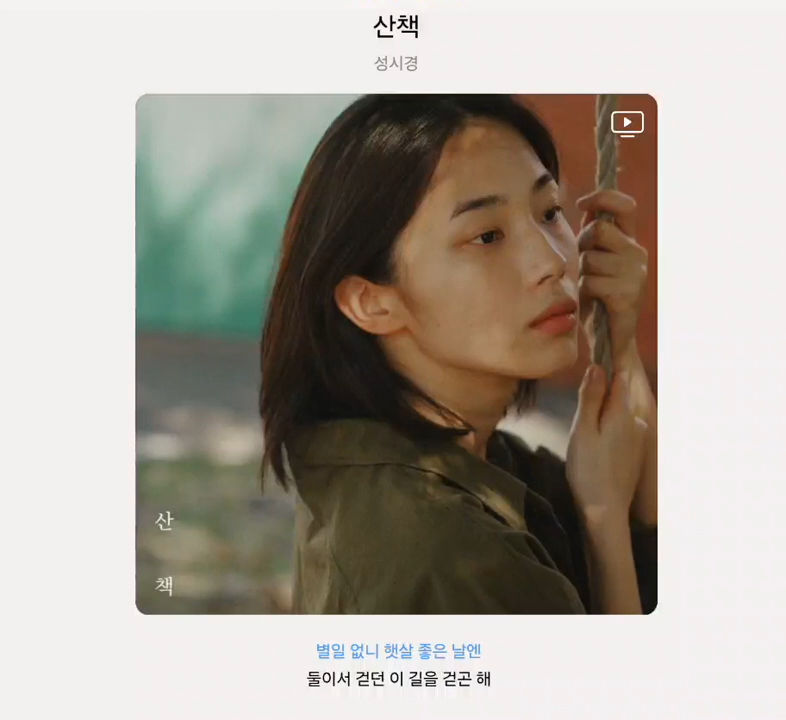 산책
성시경
산
책
별일 없니 햇살 좋은 날엔
둘이서 걷던 이 길을 걷곤 해